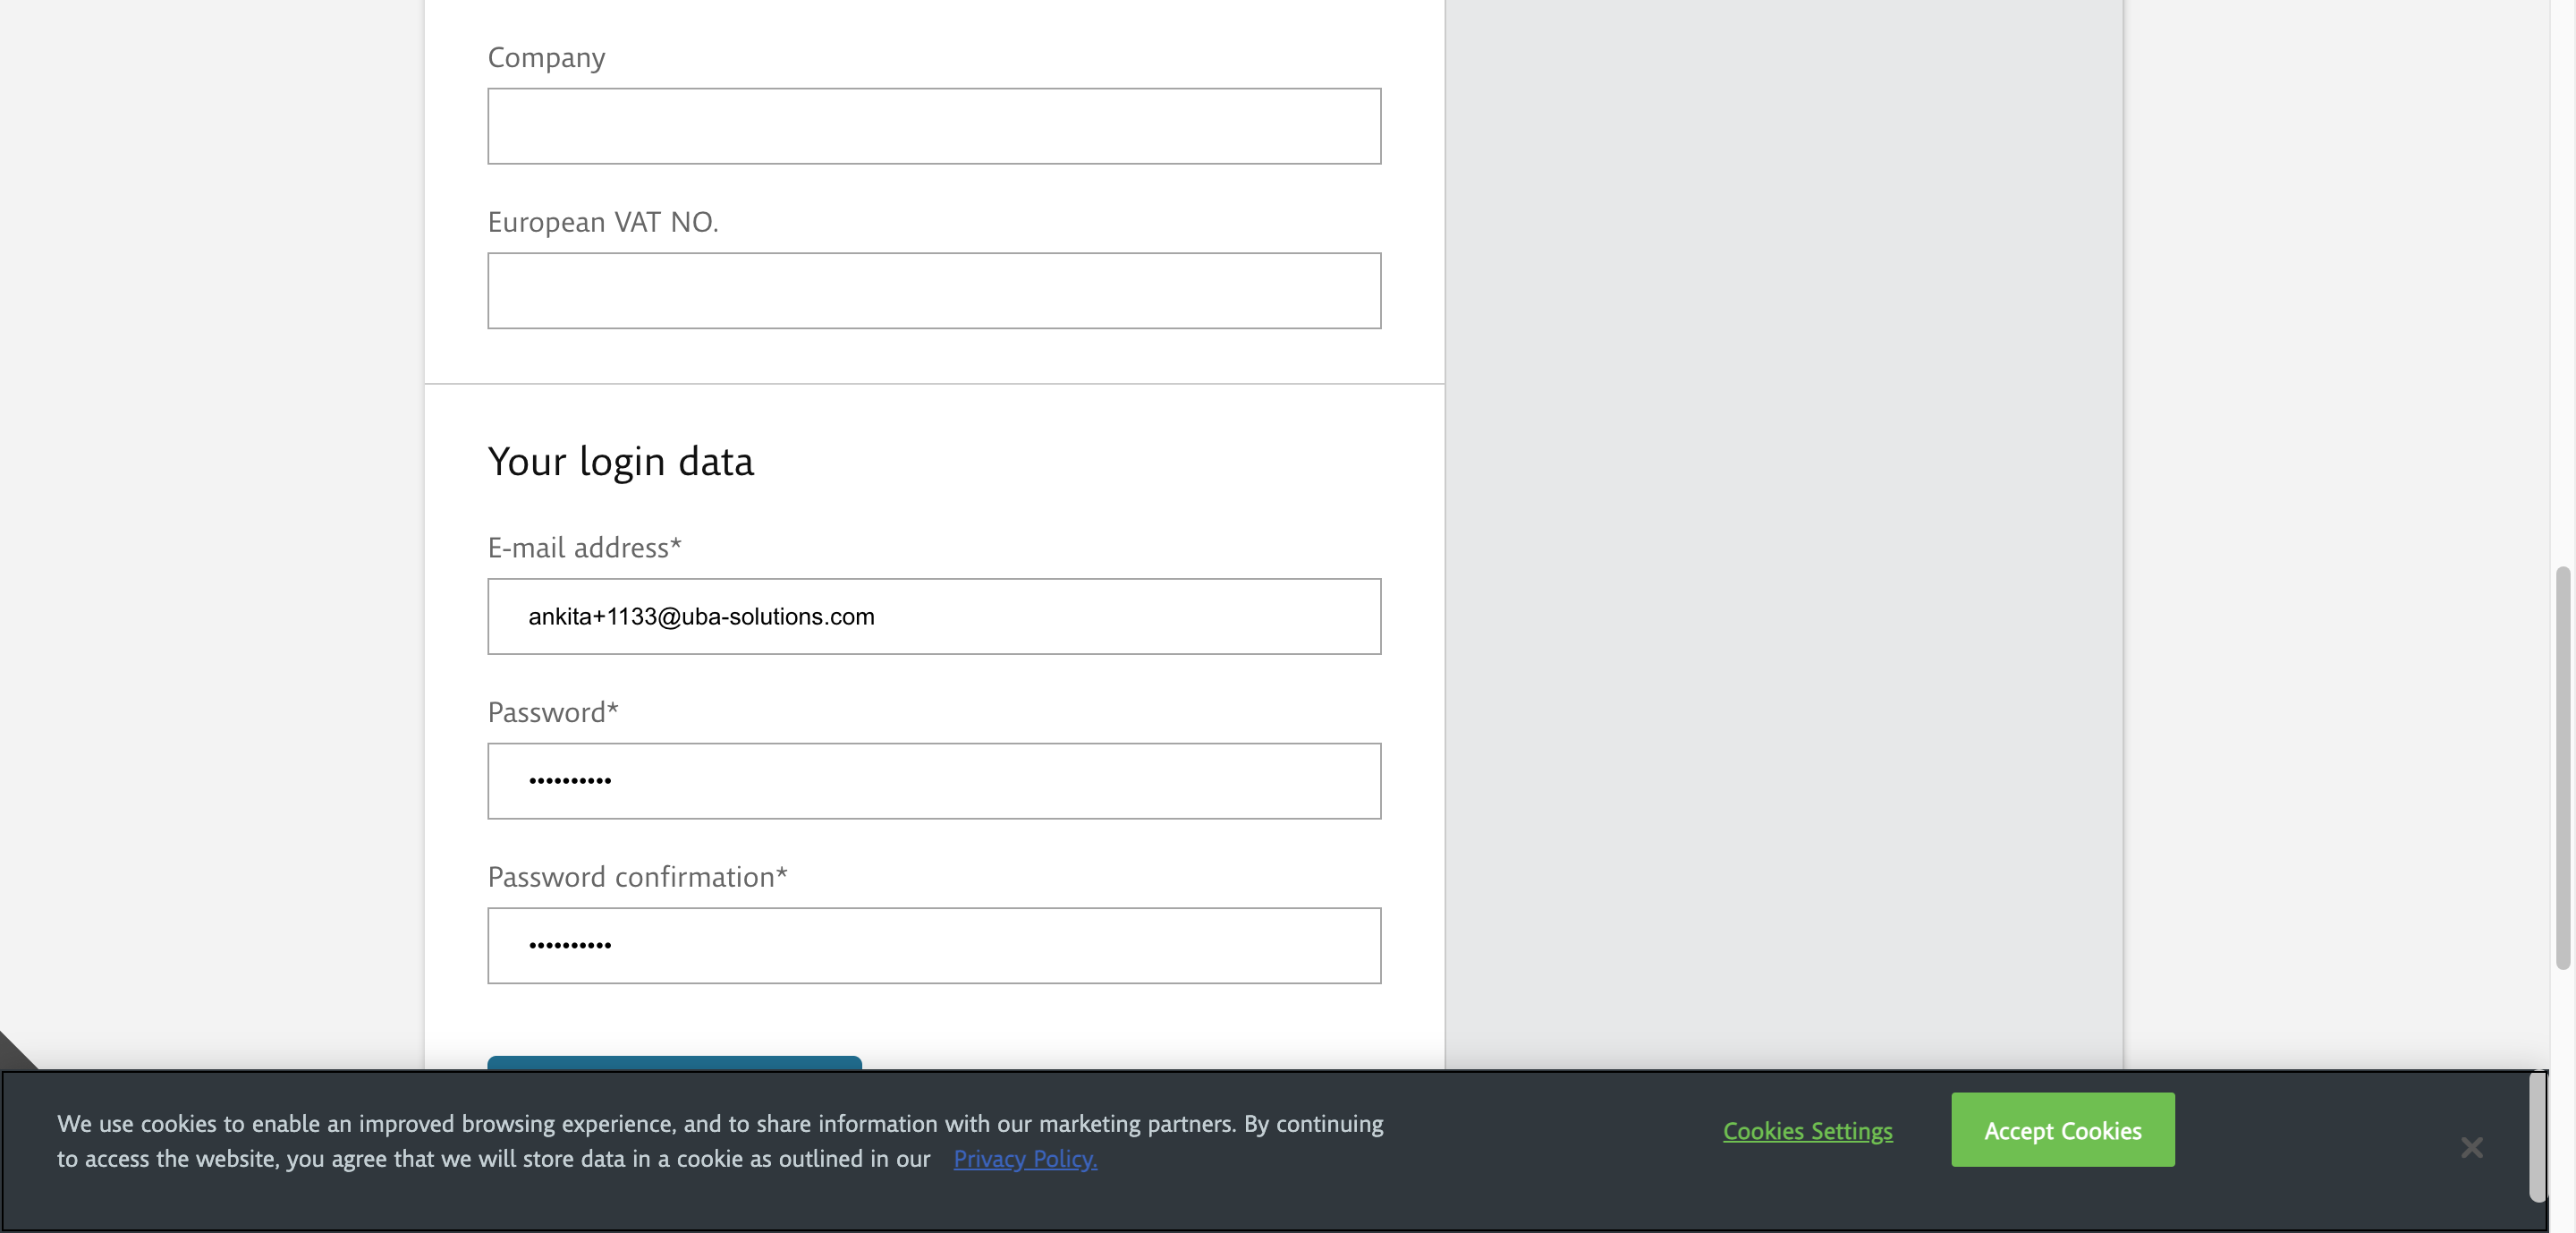 Company
European VAT NO.
Your login data
E-mail address*
ankita+1133@uba-solutions.com
Password*
••••••••••
Password confirmation*
••••••••••
We use cookies to enable an improved browsing experience, and to share information with our marketing partners. By continuing
to access the website, you agree that we will store data in a cookie as outlined in our Privacy Policy.
Cookies Settings
Accept Cookies